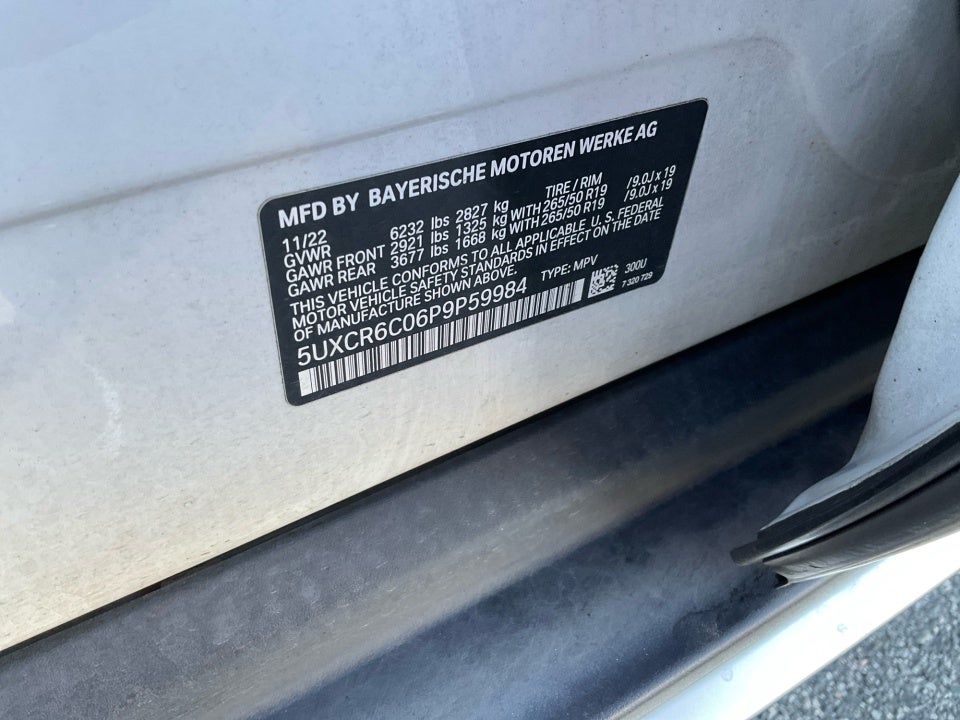 MFD BY BAYERISCHE MOTOREN WERKE AG
11/22 TIRE / RIM
GVWR 6232 lbs 2827 kg
GAWR FRONT 2921 lbs 1325 kg WITH 265/50 R19 /9.0J x 19
GAWR REAR 3677 lbs 1668 kg WITH 265/50 R19 /9.0J x 19
THIS VEHICLE CONFORMS TO ALL APPLICABLE U. S. FEDERAL
MOTOR VEHICLE SAFETY STANDARDS IN EFFECT ON THE DATE
OF MANUFACTURE SHOWN ABOVE. TYPE: MPV 300U
5UXCR6C06P9P59984 7 320 729